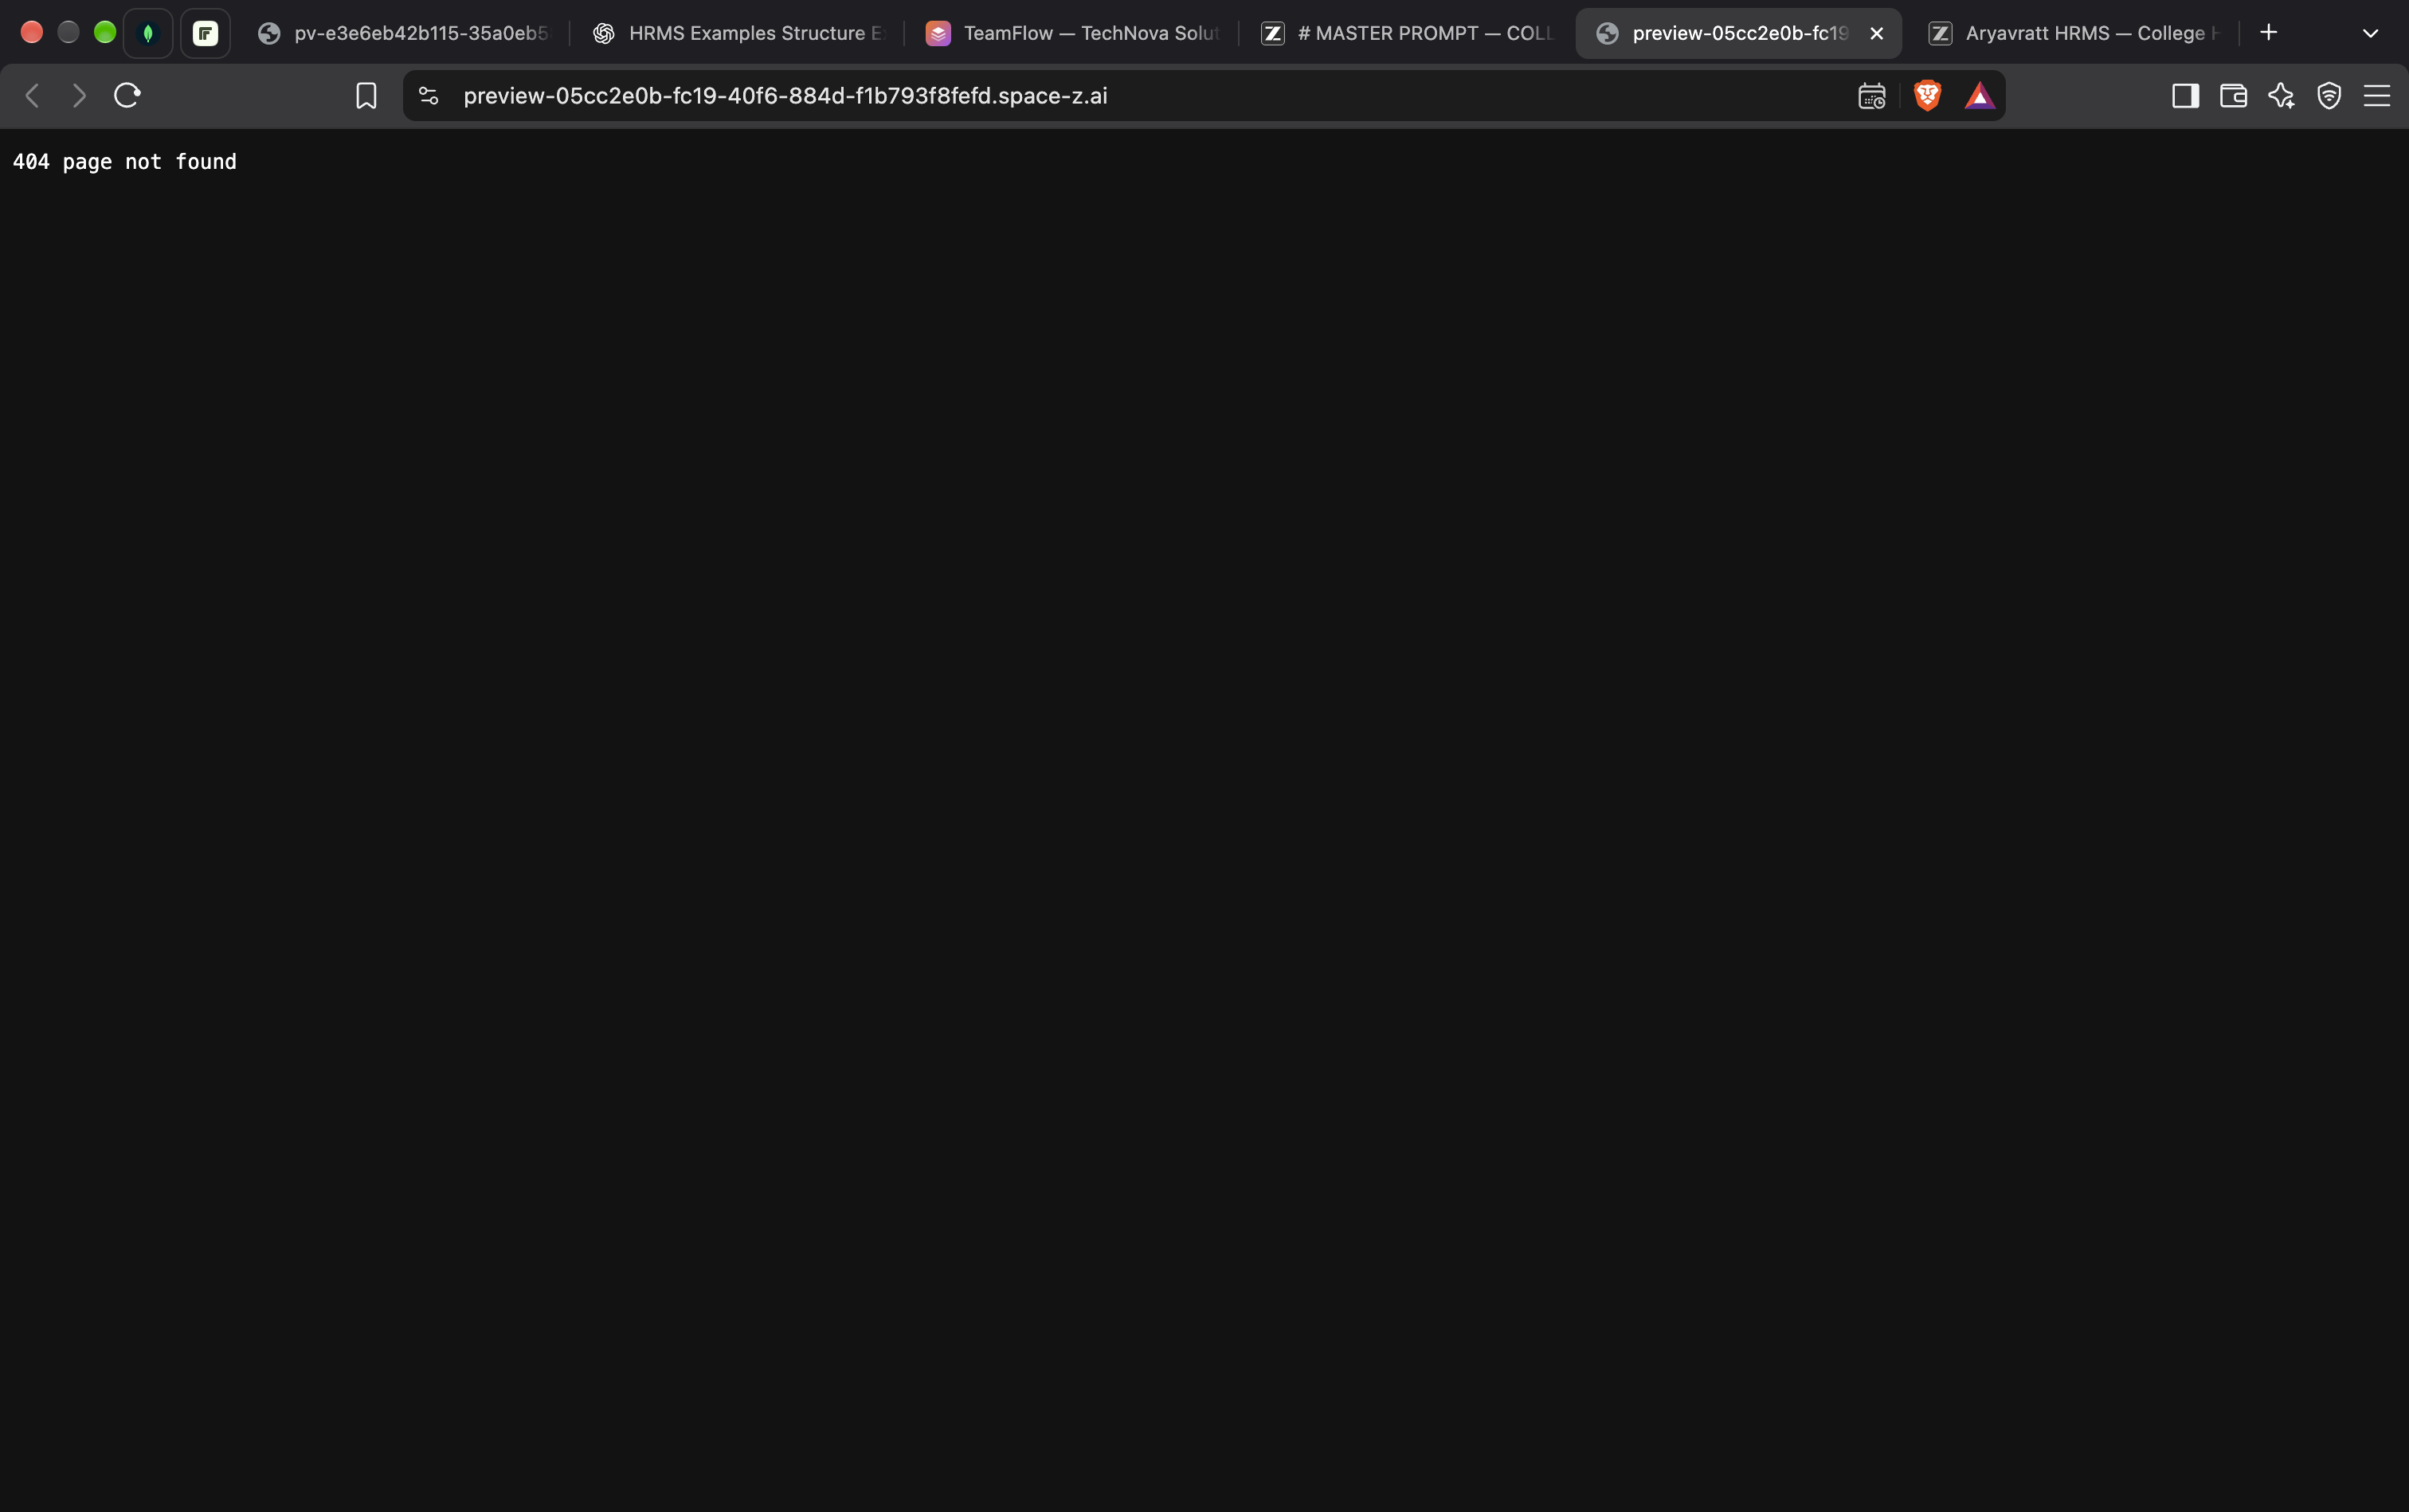 pv-e3e6eb42b115-35a0eb5
HRMS Examples Structure E
TeamFlow — TechNova Solut
# MASTER PROMPT — COLL
preview-05cc2e0b-fc19
Aryavratt HRMS — College H
preview-05cc2e0b-fc19-40f6-884d-f1b793f8fefd.space-z.ai
404 page not found